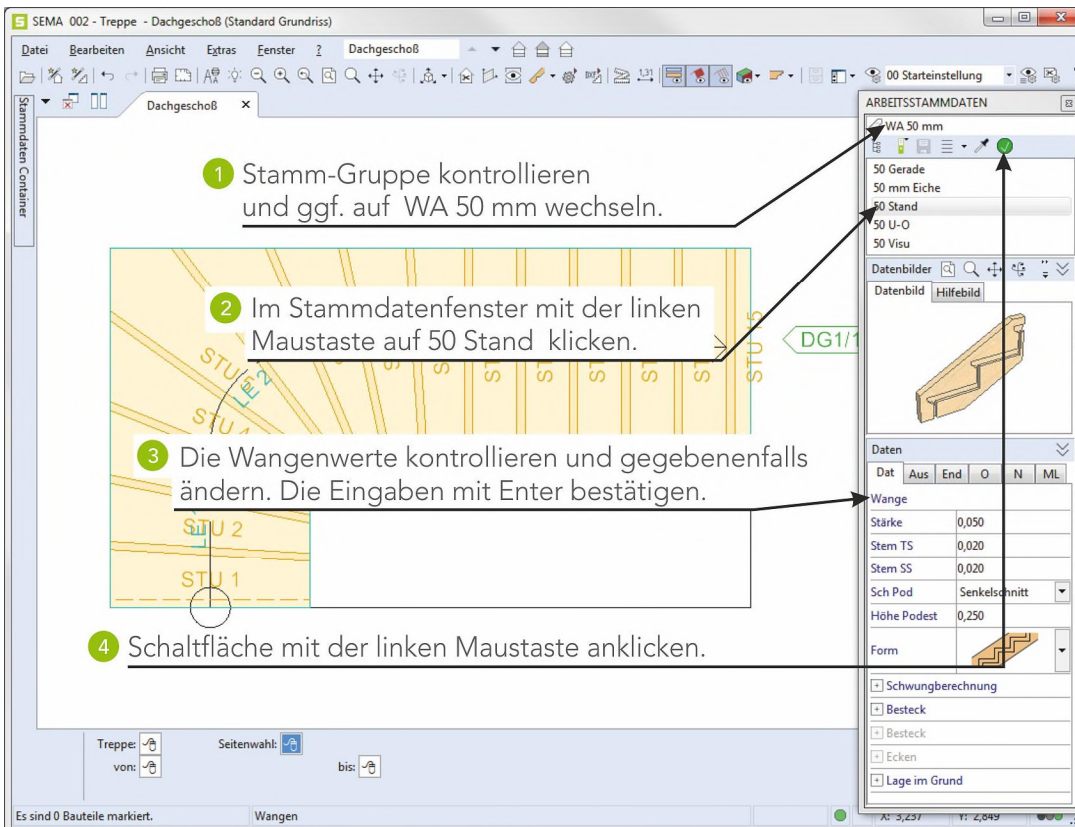 SEMA 002 - Treppe - Dachgeschoß (Standard Grundriss)
Datei Bearbeiten Ansicht Extras Fenster ? Dachgeschoß
00 Starteinstellung
Stammdaten Container
Dachgeschoß
ARBEITSSTAMMDATEN
WA 50 mm
50 Gerade
50 mm Eiche
50 Stand
50 U-O
50 Visu
1 Stamm-Gruppe kontrollieren
und ggf. auf WA 50 mm wechseln.
2 Im Stammdatenfenster mit der linken
Maustaste auf 50 Stand klicken.
3 Die Wangenwerte kontrollieren und gegebenenfalls
ändern. Die Eingaben mit Enter bestätigen.
4 Schaltfläche mit der linken Maustaste anklicken.
DG1/1
STU 15
STU 5
STU 4
STU 2
STU 1
LE 2
Datenbilder
Datenbild Hilfebild
Daten
Dat Aus End O N ML
Wange
Stärke 0,050
Stem TS 0,020
Stem SS 0,020
Sch Pod Senkelschnitt
Höhe Podest 0,250
Form
Schwungberechnung
Besteck
Besteck
Ecken
Lage im Grund
Treppe: Seitenwahl:
von: bis:
Es sind 0 Bauteile markiert. Wangen X: 3,237 Y: 2,849